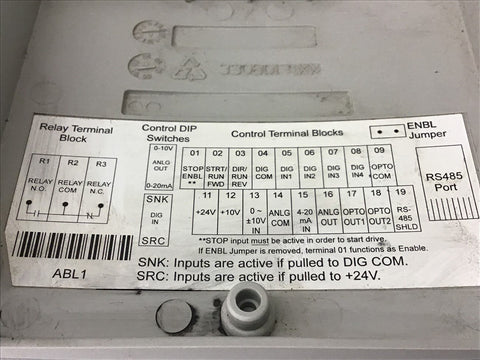 Relay Terminal
Block
Control DIP
Switches
Control Terminal Blocks
ENBL
Jumper
R1 R2 R3
RELAY N.O. RELAY COM RELAY N.C.
0-10V
ANLG OUT
0-20mA
SNK
DIG IN
SRC
01 02 03 04 05 06 07 08 09
STOP ENBL ** STRT/ RUN FWD DIR/ RUN REV DIG COM DIG IN1 DIG IN2 DIG IN3 DIG IN4 OPTO COM
11 12 13 14 15 16 17 18 19
+24V +10V 0~ ±10V IN ANLG COM 4-20 mA IN ANLG OUT OPTO OUT1 OPTO OUT2 RS-485 SHLD
RS485
Port
**STOP input must be active in order to start drive.
If ENBL Jumper is removed, terminal 01 functions as Enable.
ABL1
SNK: Inputs are active if pulled to DIG COM.
SRC: Inputs are active if pulled to +24V.